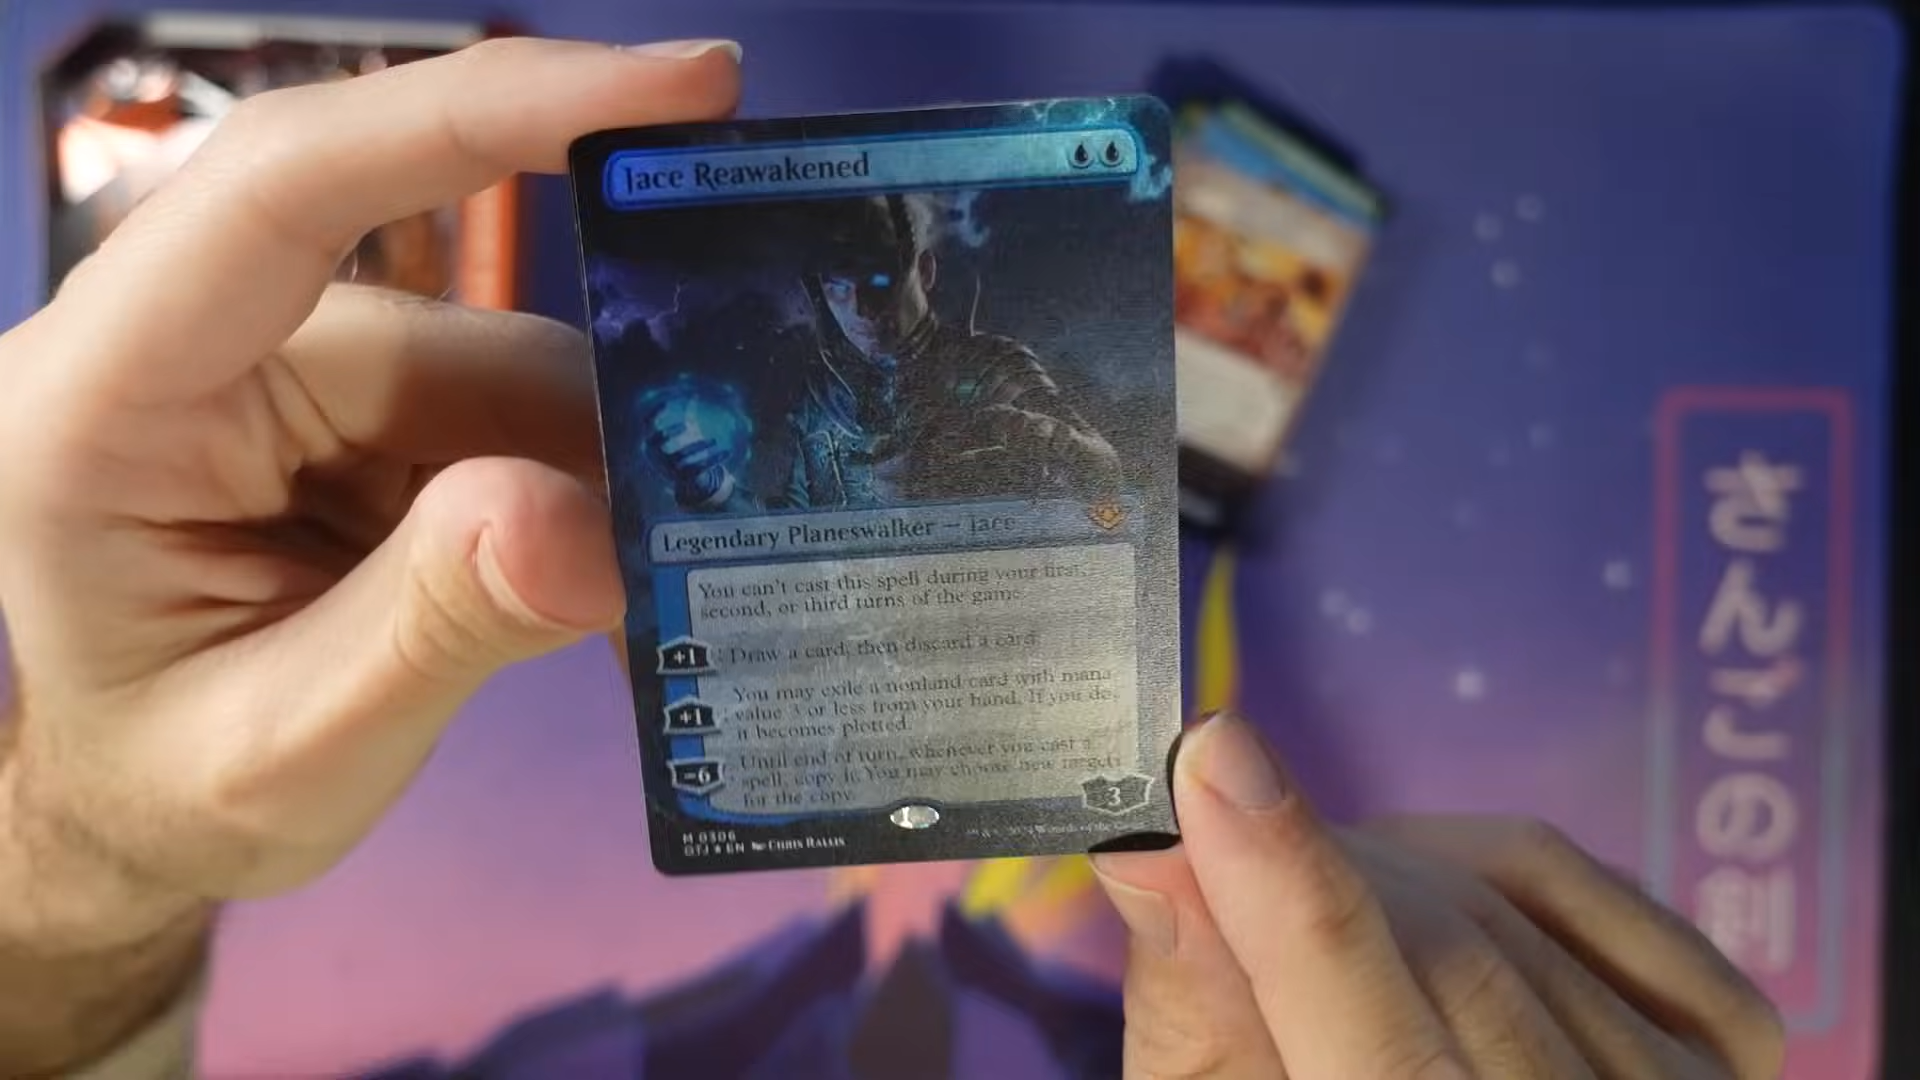 Jace Reawakened
Legendary Planeswalker – Jace
You can't cast this spell during your first,
second, or third turns of the game.
+1 : Draw a card, then discard a card.
You may exile a nonland card with mana
+1 : value 3 or less from your hand. If you do,
it becomes plotted.
Until end of turn, whenever you cast a
-6 : spell, copy it. You may choose new targets
for the copy.
3
M 0306
OTJ ★ EN Chris Rallis
きんこの